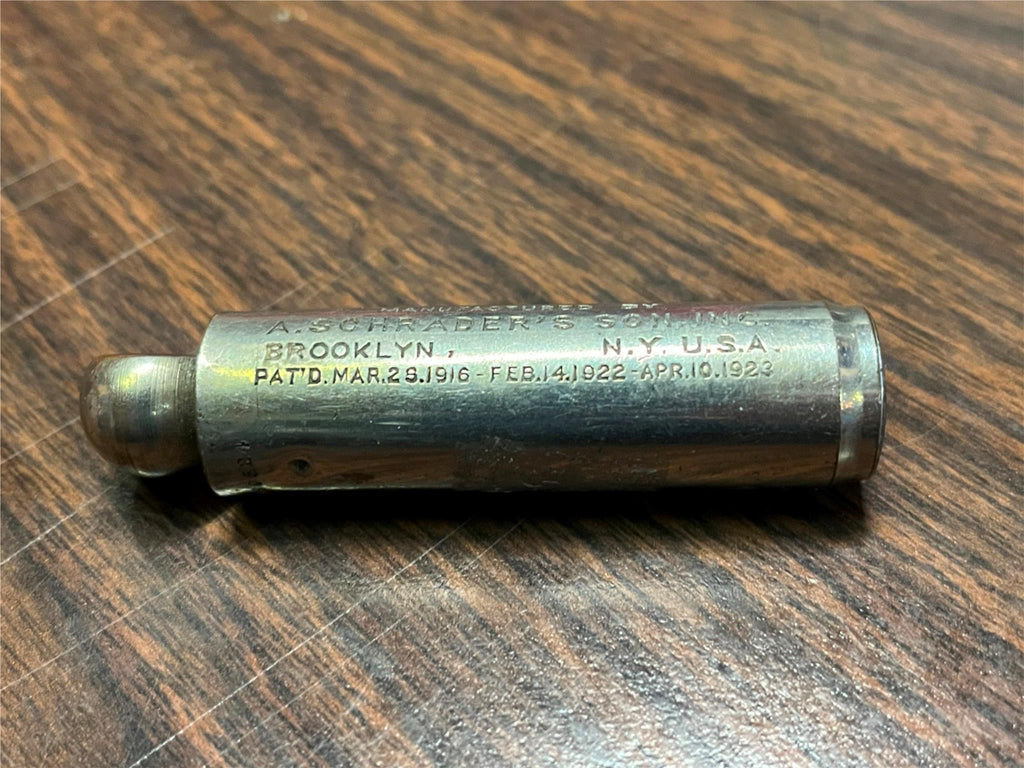 MANUFACTURED BY
A. SCHRADER'S SON. INC.
BROOKLYN, N.Y. U.S.A.
PAT'D. MAR.28.1916 - FEB.14.1922 - APR.10.1923